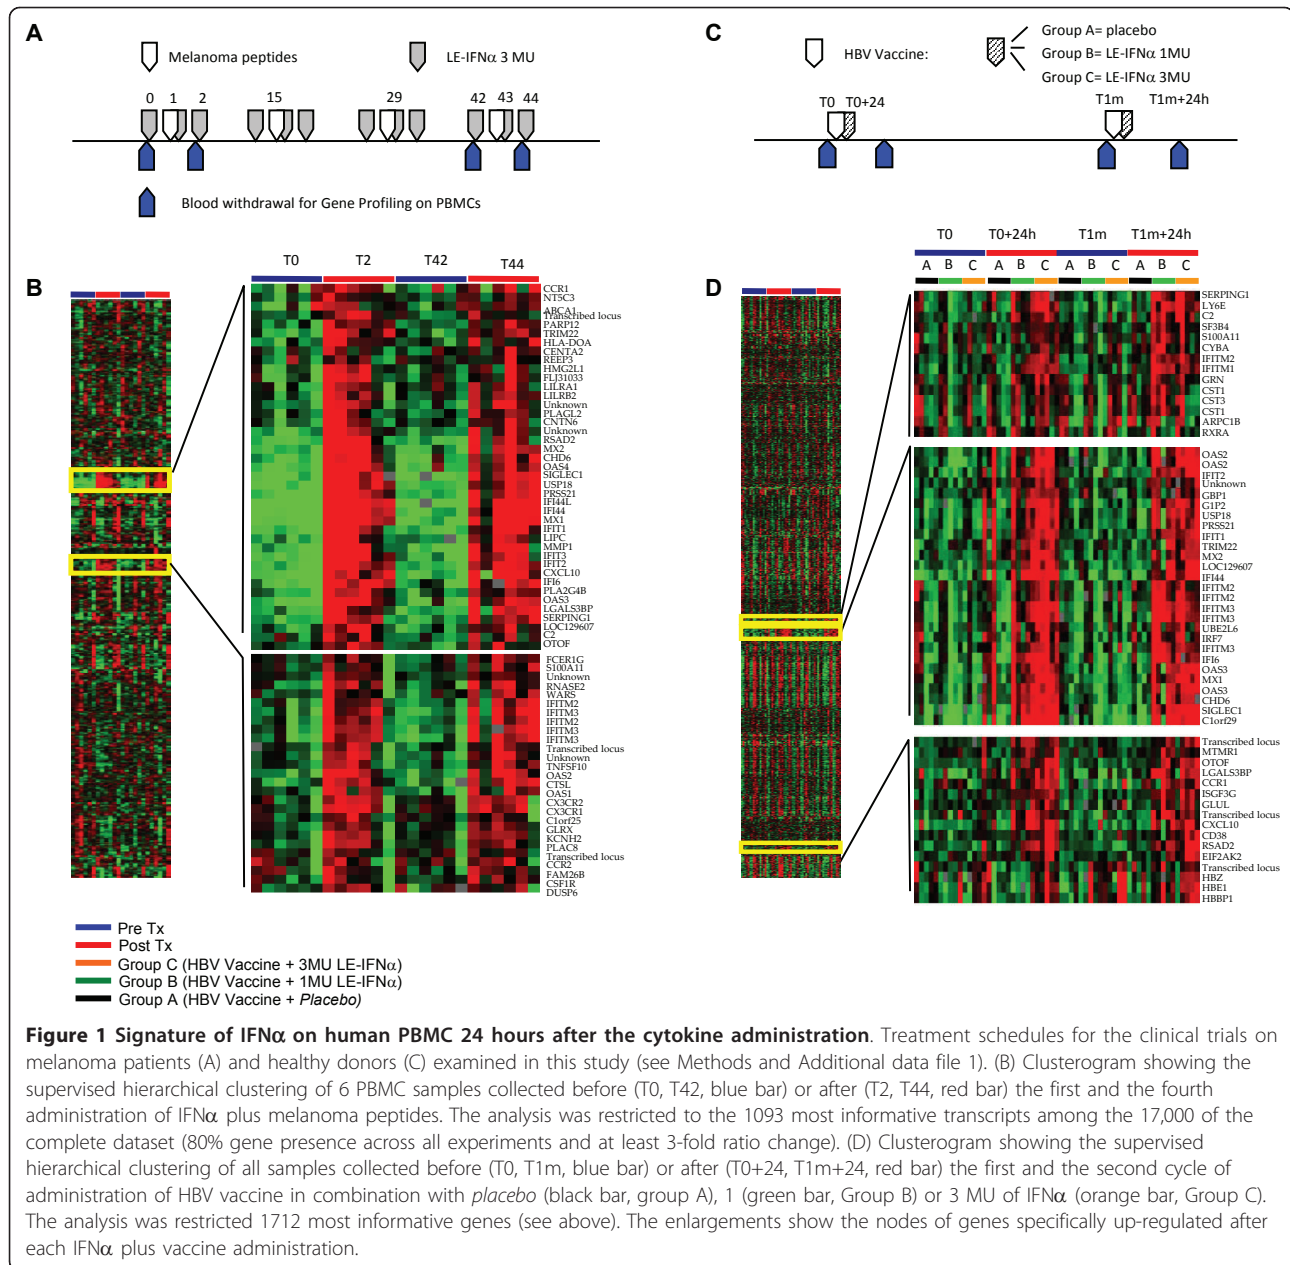 A
Melanoma peptides
LE-IFNα 3 MU
0 1 2 15 29 42 43 44
Blood withdrawal for Gene Profiling on PBMCs
C
HBV Vaccine:
Group A= placebo
Group B= LE-IFNα 1MU
Group C= LE-IFNα 3MU
T0 T0+24 T1m T1m+24h
B
T0 T2 T42 T44
CCR1
NT5C3
ABCA1
Transcribed locus
PARP12
TRIM22
HLA-DOA
CENTA2
REEP3
HMG2L1
FLJ31033
LILRA1
LILRB2
Unknown
PLAGL2
CNTN6
Unknown
RSAD2
MX2
CHD6
OAS4
SIGLEC1
USP18
PRSS21
IFI44L
IFI44
MX1
IFIT1
LIPC
MMP1
IFIT3
IFIT2
CXCL10
IFI6
PLA2G4B
OAS3
LGALS3BP
SERPING1
LOC129607
C2
OTOF
FCER1G
S100A11
Unknown
RNASE2
WARS
IFITM2
IFITM3
IFITM2
IFITM3
IFITM3
Transcribed locus
Unknown
TNFSF10
OAS2
CTSL
OAS1
CX3CR2
CX3CR1
C1orf25
GLRX
KCNH2
PLAC8
Transcribed locus
CCR2
FAM26B
CSF1R
DUSP6
D
T0 T0+24h T1m T1m+24h
A B C A B C A B C A B C
SERPING1
LY6E
C2
SF3B4
S100A11
CYBA
IFITM2
IFITM1
GRN
CST1
CST3
CST1
ARPC1B
RXRA
OAS2
OAS2
IFIT2
Unknown
GBP1
G1P2
USP18
PRSS21
IFIT1
TRIM22
MX2
LOC129607
IFI44
IFITM2
IFITM2
IFITM3
IFITM3
UBE2L6
IRF7
IFITM3
IFI6
OAS3
MX1
OAS3
CHD6
SIGLEC1
C1orf29
Transcribed locus
MTMR1
OTOF
LGALS3BP
CCR1
ISGF3G
GLUL
Transcribed locus
CXCL10
CD38
RSAD2
EIF2AK2
Transcribed locus
HBZ
HBE1
HBBP1
Pre Tx
Post Tx
Group C (HBV Vaccine + 3MU LE-IFNα)
Group B (HBV Vaccine + 1MU LE-IFNα)
Group A (HBV Vaccine + Placebo)
Figure 1 Signature of IFNα on human PBMC 24 hours after the cytokine administration. Treatment schedules for the clinical trials on
melanoma patients (A) and healthy donors (C) examined in this study (see Methods and Additional data file 1). (B) Clusterogram showing the
supervised hierarchical clustering of 6 PBMC samples collected before (T0, T42, blue bar) or after (T2, T44, red bar) the first and the fourth
administration of IFNα plus melanoma peptides. The analysis was restricted to the 1093 most informative transcripts among the 17,000 of the
complete dataset (80% gene presence across all experiments and at least 3-fold ratio change). (D) Clusterogram showing the supervised
hierarchical clustering of all samples collected before (T0, T1m, blue bar) or after (T0+24, T1m+24, red bar) the first and the second cycle of
administration of HBV vaccine in combination with placebo (black bar, group A), 1 (green bar, Group B) or 3 MU of IFNα (orange bar, Group C).
The analysis was restricted 1712 most informative genes (see above). The enlargements show the nodes of genes specifically up-regulated after
each IFNα plus vaccine administration.